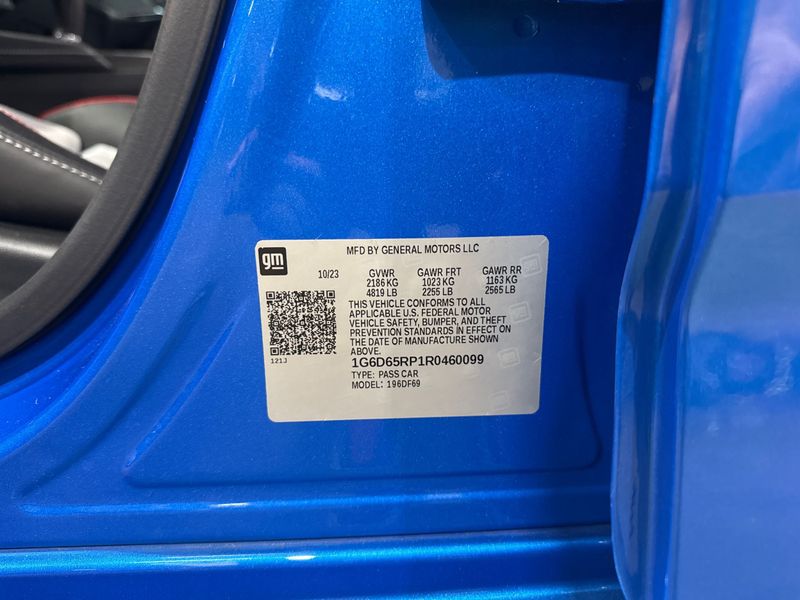 gm
MFD BY GENERAL MOTORS LLC
10/23 GVWR GAWR FRT GAWR RR
2186 KG 1023 KG 1163 KG
4819 LB 2255 LB 2565 LB
THIS VEHICLE CONFORMS TO ALL
APPLICABLE U.S. FEDERAL MOTOR
VEHICLE SAFETY, BUMPER, AND THEFT
PREVENTION STANDARDS IN EFFECT ON
THE DATE OF MANUFACTURE SHOWN
ABOVE.
121J
1G6D65RP1R0460099
TYPE: PASS CAR
MODEL: 196DF69